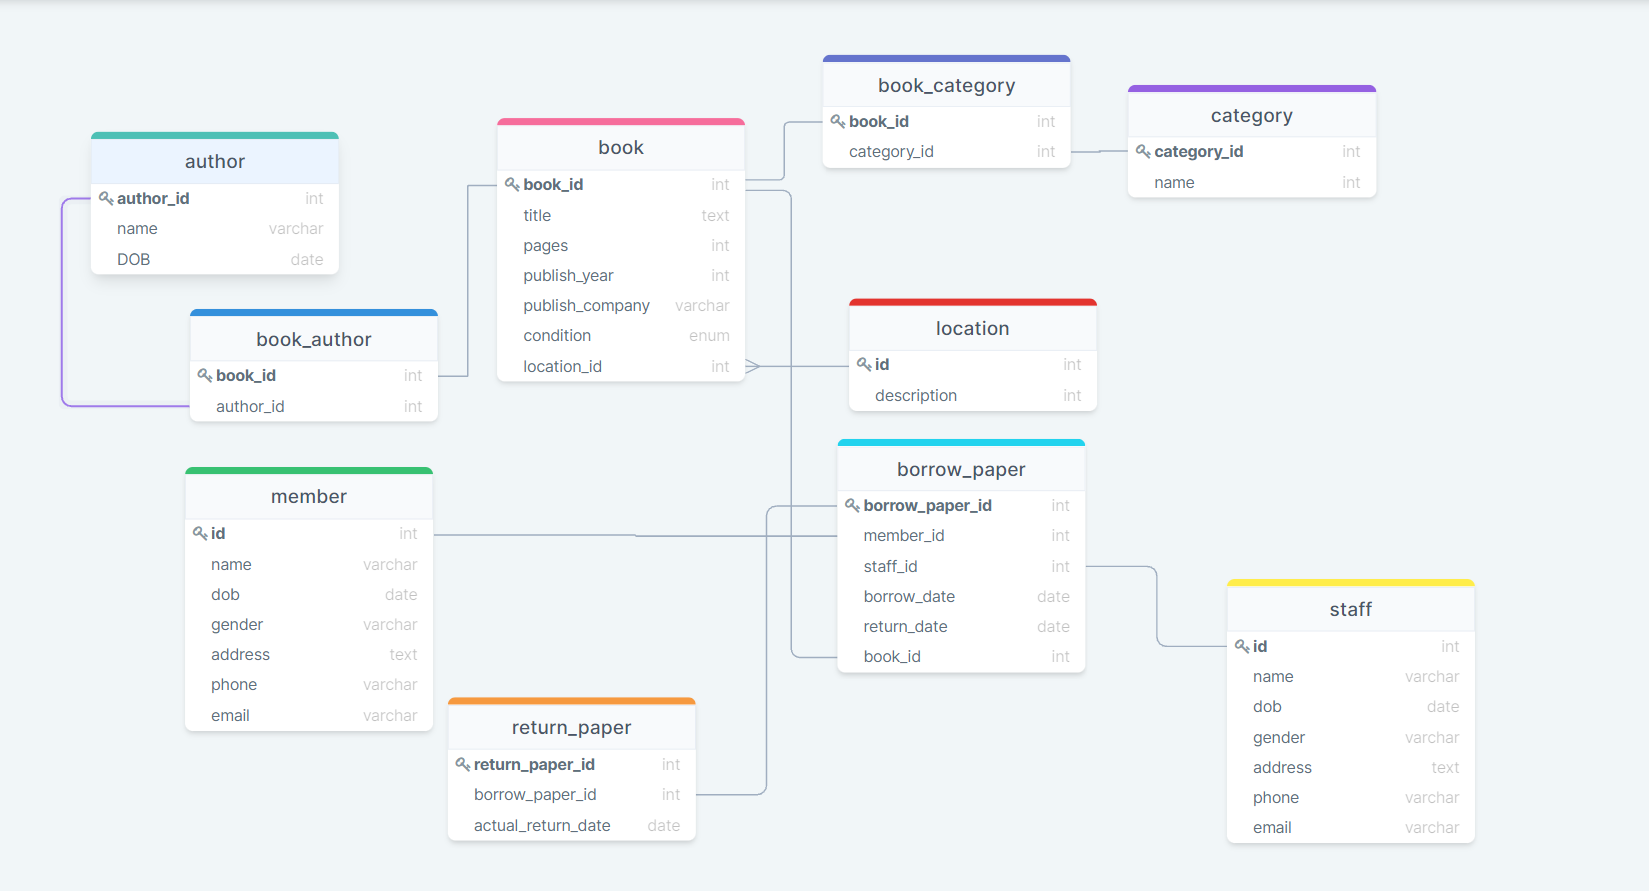 author
author_id int
name varchar
DOB date
book_author
book_id int
author_id int
book
book_id int
title text
pages int
publish_year int
publish_company varchar
condition enum
location_id int
book_category
book_id int
category_id int
category
category_id int
name int
location
id int
description int
member
id int
name varchar
dob date
gender varchar
address text
phone varchar
email varchar
borrow_paper
borrow_paper_id int
member_id int
staff_id int
borrow_date date
return_date date
book_id int
return_paper
return_paper_id int
borrow_paper_id int
actual_return_date date
staff
id int
name varchar
dob date
gender varchar
address text
phone varchar
email varchar